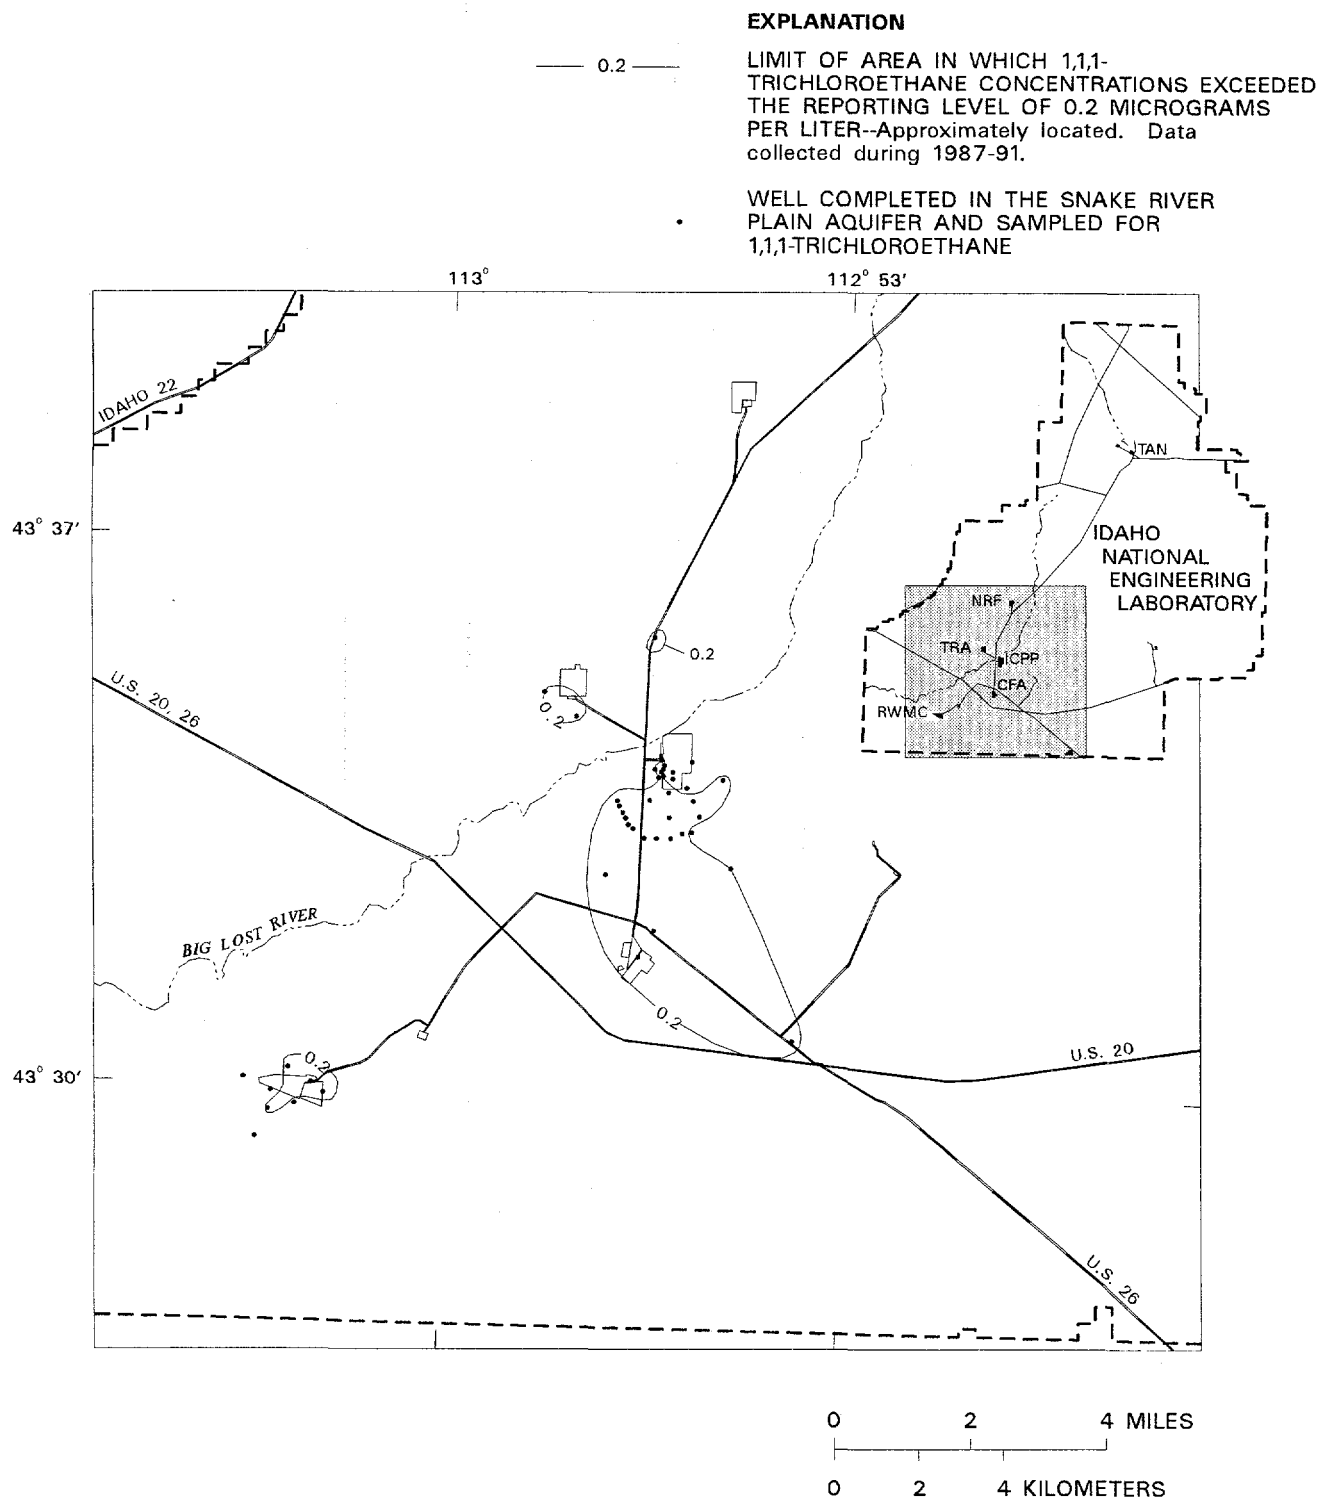 EXPLANATION
0.2
LIMIT OF AREA IN WHICH 1,1,1-
TRICHLOROETHANE CONCENTRATIONS EXCEEDED
THE REPORTING LEVEL OF 0.2 MICROGRAMS
PER LITER--Approximately located. Data
collected during 1987-91.
WELL COMPLETED IN THE SNAKE RIVER
PLAIN AQUIFER AND SAMPLED FOR
1,1,1-TRICHLOROETHANE
113°
112° 53'
IDAHO 22
TAN
43° 37'
IDAHO
NATIONAL
ENGINEERING
LABORATORY
NRF
TRA
ICPP
CFA
RWMC
0.2
U.S. 20, 26
0.2
BIG LOST RIVER
0.2
0.2
U.S. 20
43° 30'
U.S. 26
0 2 4 MILES
0 2 4 KILOMETERS